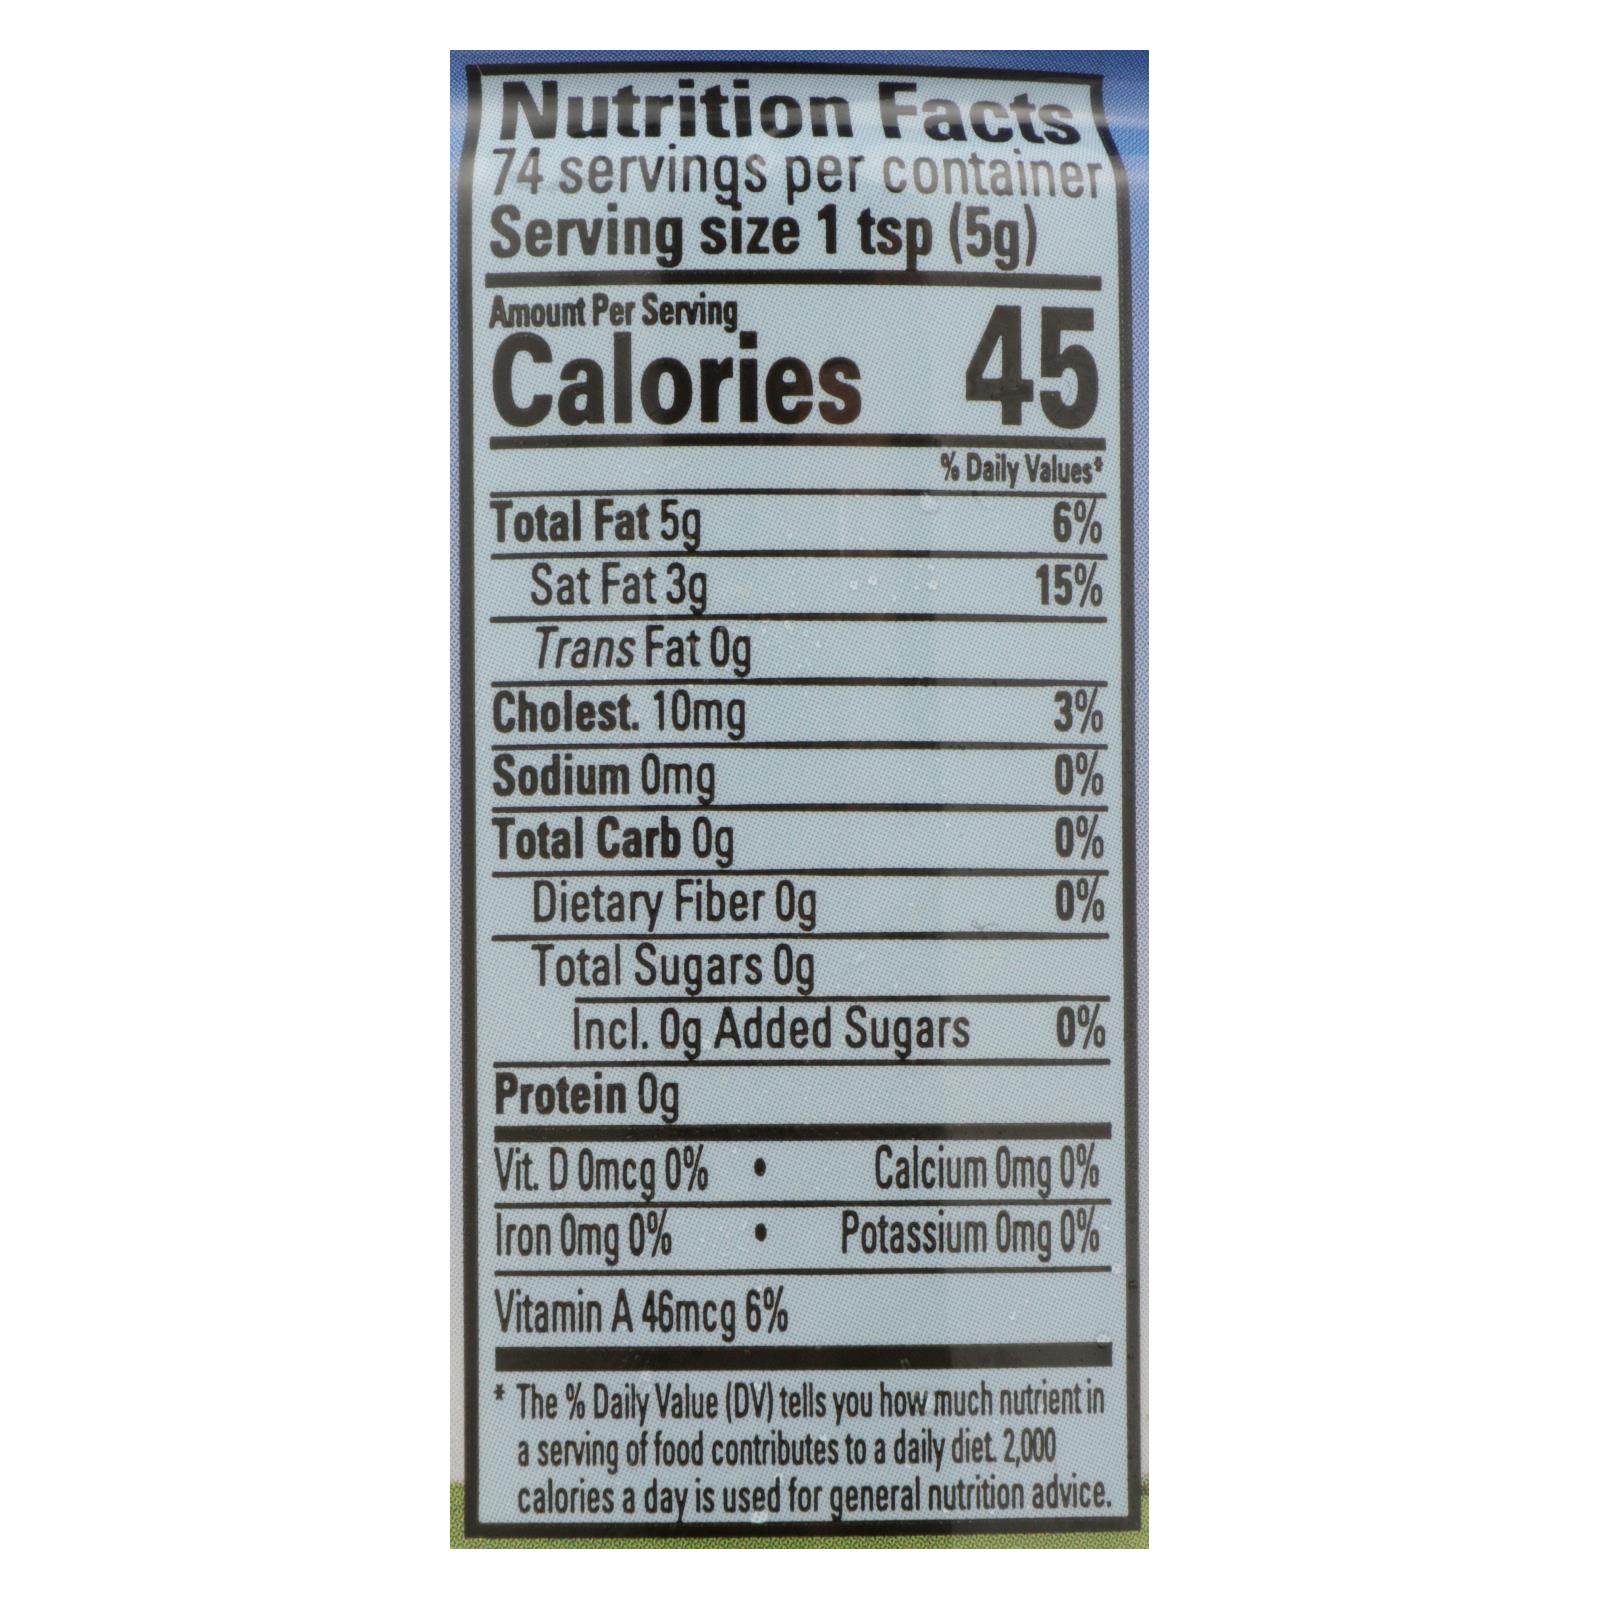 Nutrition Facts
74 servings per container
Serving size 1 tsp (5g)
Amount Per Serving
Calories 45
% Daily Values*
Total Fat 5g 6%
Sat Fat 3g 15%
Trans Fat 0g
Cholest. 10mg 3%
Sodium 0mg 0%
Total Carb 0g 0%
Dietary Fiber 0g 0%
Total Sugars 0g
Incl. 0g Added Sugars 0%
Protein 0g
Vit. D 0mcg 0% • Calcium 0mg 0%
Iron 0mg 0% • Potassium 0mg 0%
Vitamin A 46mcg 6%
* The % Daily Value (DV) tells you how much nutrient in
a serving of food contributes to a daily diet. 2,000
calories a day is used for general nutrition advice.